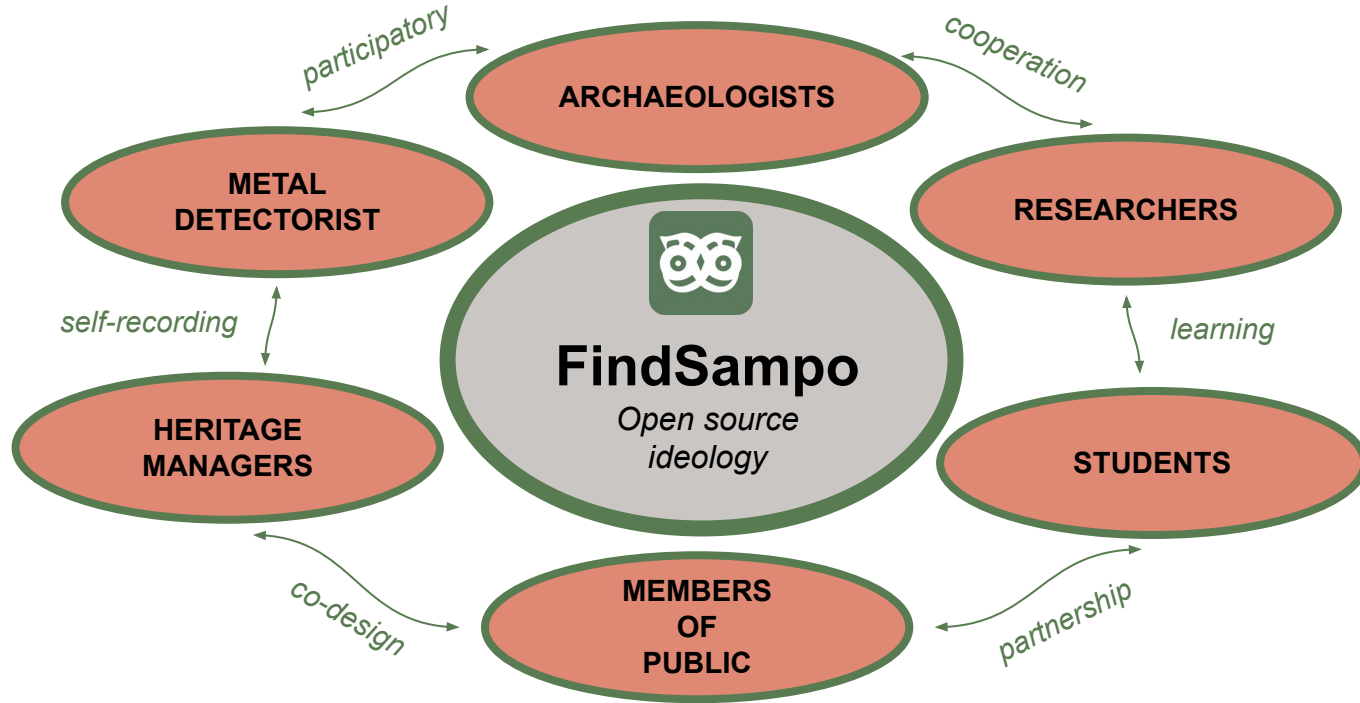 participatory
cooperation
ARCHAEOLOGISTS
METAL
DETECTORIST
RESEARCHERS
self-recording
FindSampo
Open source
ideology
learning
HERITAGE
MANAGERS
STUDENTS
co-design
MEMBERS
OF
PUBLIC
partnership